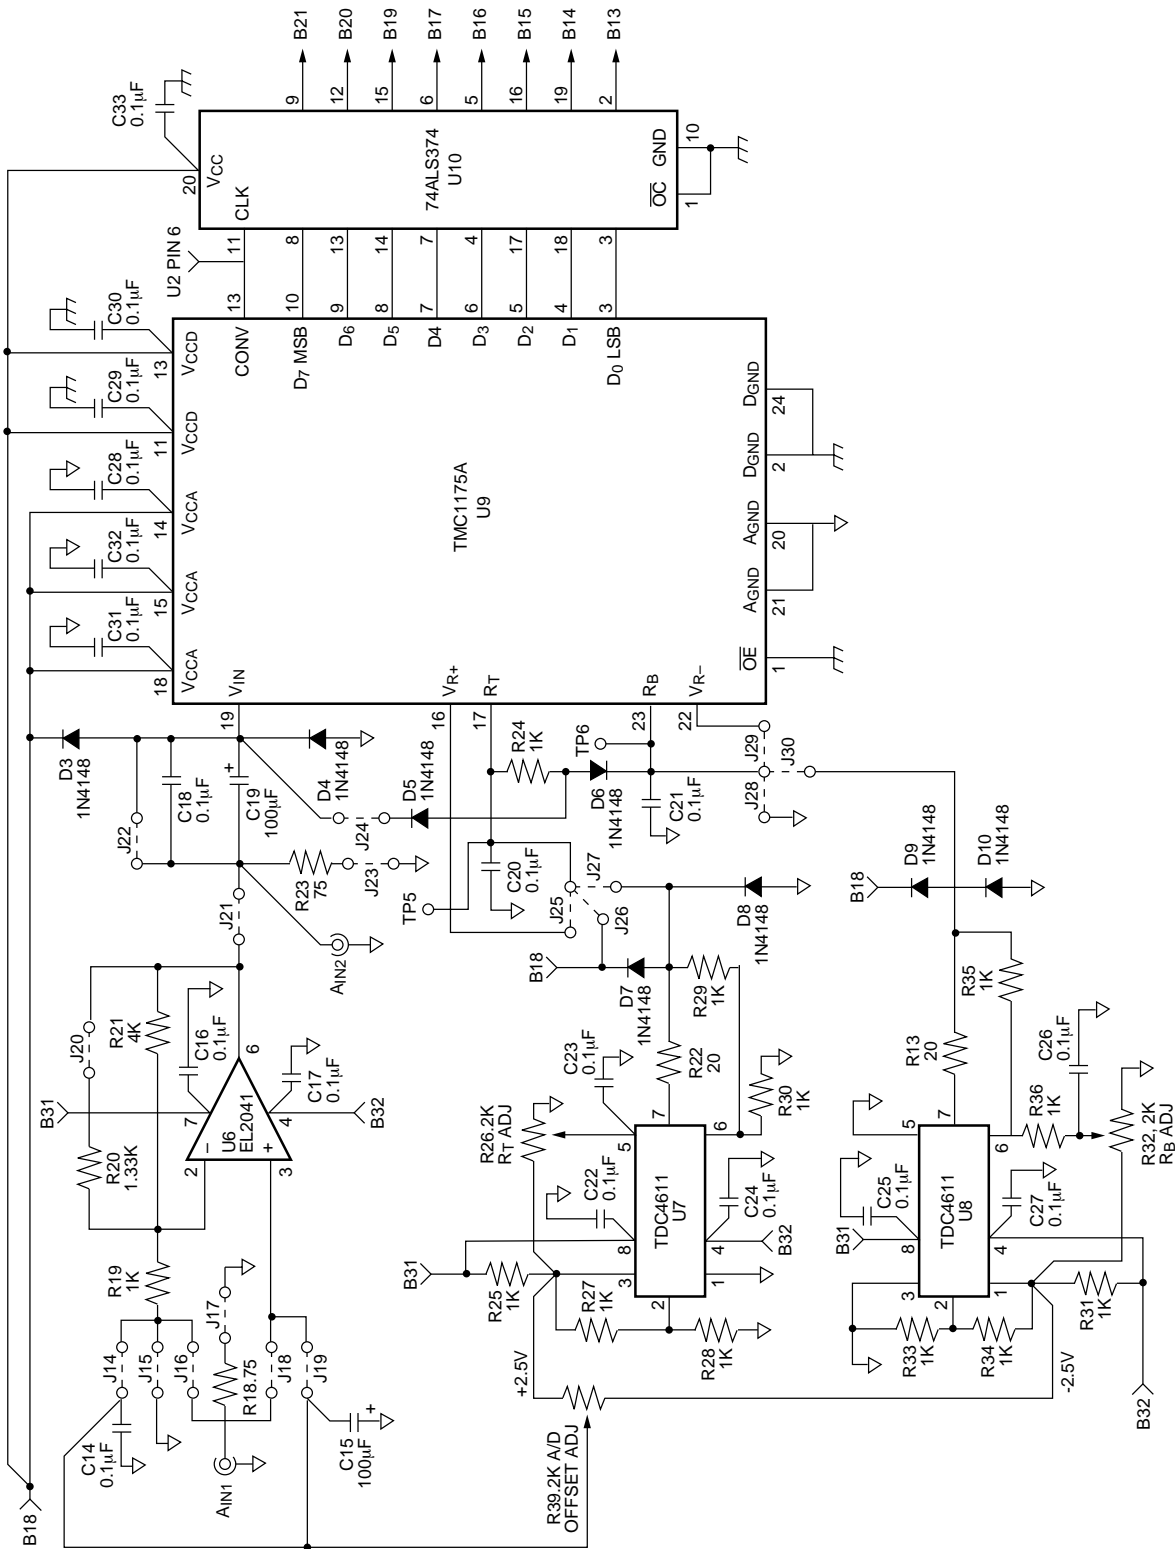 B21
B20
B19
B17
B16
B15
B14
B13
9
12
15
6
5
16
19
2
C33
0.1µF
20
VCC
CLK
74ALS374
U10
OC
GND
1
10
U2 PIN 6
11
8
13
14
7
4
17
18
3
13
10
9
8
7
6
5
4
3
CONV
D7 MSB
D6
D5
D4
D3
D2
D1
D0 LSB
C30
0.1µF
C29
0.1µF
C28
0.1µF
C32
0.1µF
C31
0.1µF
13
VCCD
11
VCCD
14
VCCA
15
VCCA
18
VCCA
TMC1175A
U9
DGND
24
DGND
2
AGND
20
AGND
21
OE
1
VIN
19
VR+
16
RT
17
RB
23
VR–
22
D3
1N4148
C18
0.1µF
C19
100µF
+
D4
1N4148
J22
J24
D5
1N4148
R24
1K
D6
1N4148
TP6
C21
0.1µF
J28
J29
J30
R23
75
J23
J21
AIN2
TP5
C20
0.1µF
J25
J27
J26
B18
D7
1N4148
D8
1N4148
R29
1K
R22
20
R30
1K
B18
D9
1N4148
D10
1N4148
R35
1K
R13
20
R36
1K
C26
0.1µF
R32, 2K
RB ADJ
J20
R21
4K
C16
0.1µF
C17
0.1µF
B31
B32
R20
1.33K
U6
EL2041
2
–
3
+
7
4
6
R19
1K
J14
J15
J16
J17
J18
J19
R18.75
C14
0.1µF
AIN1
C15
100µF
+
B18
C23
0.1µF
R26.2K
RT ADJ
C22
0.1µF
C24
0.1µF
TDC4611
U7
5
7
6
8
3
2
4
1
B31
B32
R25
1K
R27
1K
R28
1K
+2.5V
R39.2K A/D
OFFSET ADJ
-2.5V
C25
0.1µF
C27
0.1µF
TDC4611
U8
5
7
6
8
3
2
4
1
B31
R33
1K
R34
1K
R31
1K
B32